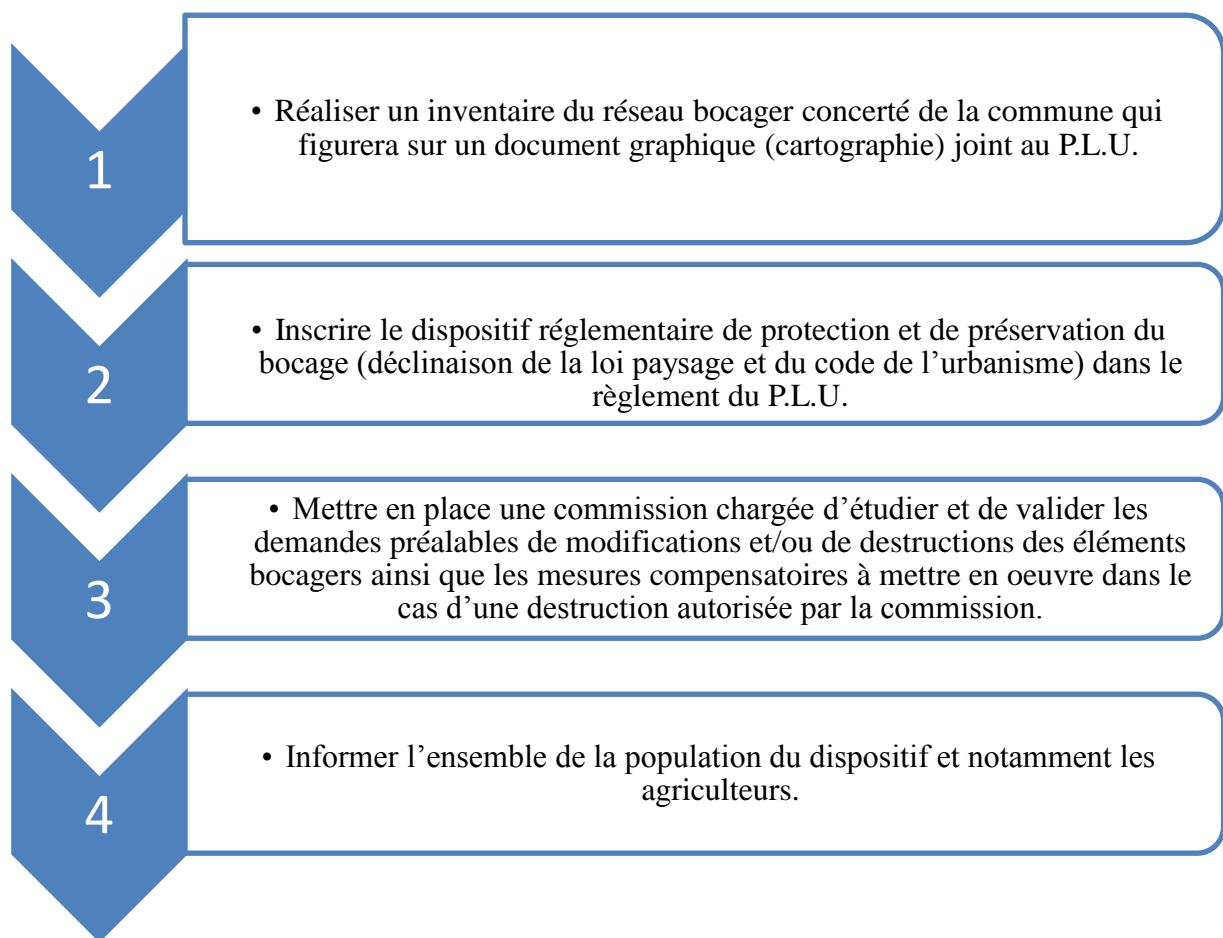 1
• Réaliser un inventaire du réseau bocager concerté de la commune qui
figurera sur un document graphique (cartographie) joint au P.L.U.
2
• Inscrire le dispositif réglementaire de protection et de préservation du
bocage (déclinaison de la loi paysage et du code de l’urbanisme) dans le
règlement du P.L.U.
3
• Mettre en place une commission chargée d’étudier et de valider les
demandes préalables de modifications et/ou de destructions des éléments
bocagers ainsi que les mesures compensatoires à mettre en oeuvre dans le
cas d’une destruction autorisée par la commission.
4
• Informer l’ensemble de la population du dispositif et notamment les
agriculteurs.